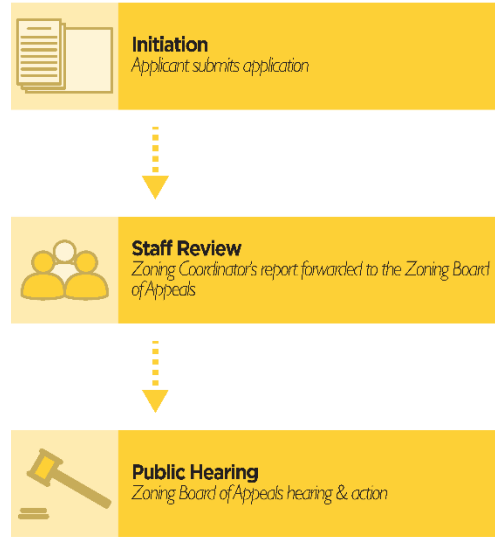 Initiation
Applicant submits application
Staff Review
Zoning Coordinator's report forwarded to the Zoning Board
of Appeals
Public Hearing
Zoning Board of Appeals hearing & action